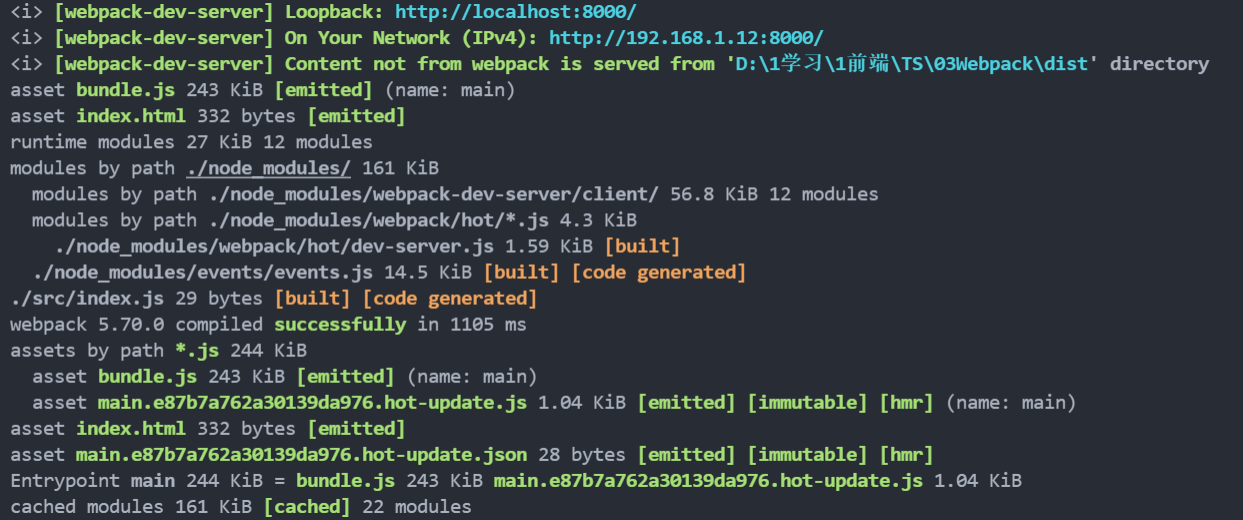 <i> [webpack-dev-server] Loopback: http://localhost:8000/
<i> [webpack-dev-server] On Your Network (IPv4): http://192.168.1.12:8000/
<i> [webpack-dev-server] Content not from webpack is served from 'D:\1学习\1前端\TS\03Webpack\dist' directory
asset bundle.js 243 KiB [emitted] (name: main)
asset index.html 332 bytes [emitted]
runtime modules 27 KiB 12 modules
modules by path ./node_modules/ 161 KiB
  modules by path ./node_modules/webpack-dev-server/client/ 56.8 KiB 12 modules
  modules by path ./node_modules/webpack/hot/*.js 4.3 KiB
    ./node_modules/webpack/hot/dev-server.js 1.59 KiB [built]
  ./node_modules/events/events.js 14.5 KiB [built] [code generated]
./src/index.js 29 bytes [built] [code generated]
webpack 5.70.0 compiled successfully in 1105 ms
assets by path *.js 244 KiB
  asset bundle.js 243 KiB [emitted] (name: main)
  asset main.e87b7a762a30139da976.hot-update.js 1.04 KiB [emitted] [immutable] [hmr] (name: main)
asset index.html 332 bytes [emitted]
asset main.e87b7a762a30139da976.hot-update.json 28 bytes [emitted] [immutable] [hmr]
Entrypoint main 244 KiB = bundle.js 243 KiB main.e87b7a762a30139da976.hot-update.js 1.04 KiB
cached modules 161 KiB [cached] 22 modules